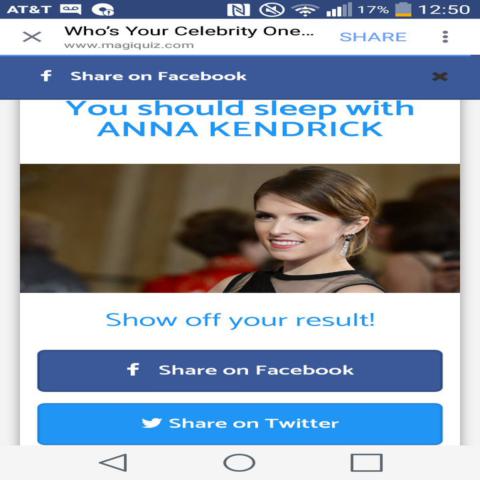 AT&T 17% 12:50
Who's Your Celebrity One...
SHARE
www.magiquiz.com
Share on Facebook
You should sleep with
ANNA KENDRICK
Show off your result!
Share on Facebook
Share on Twitter